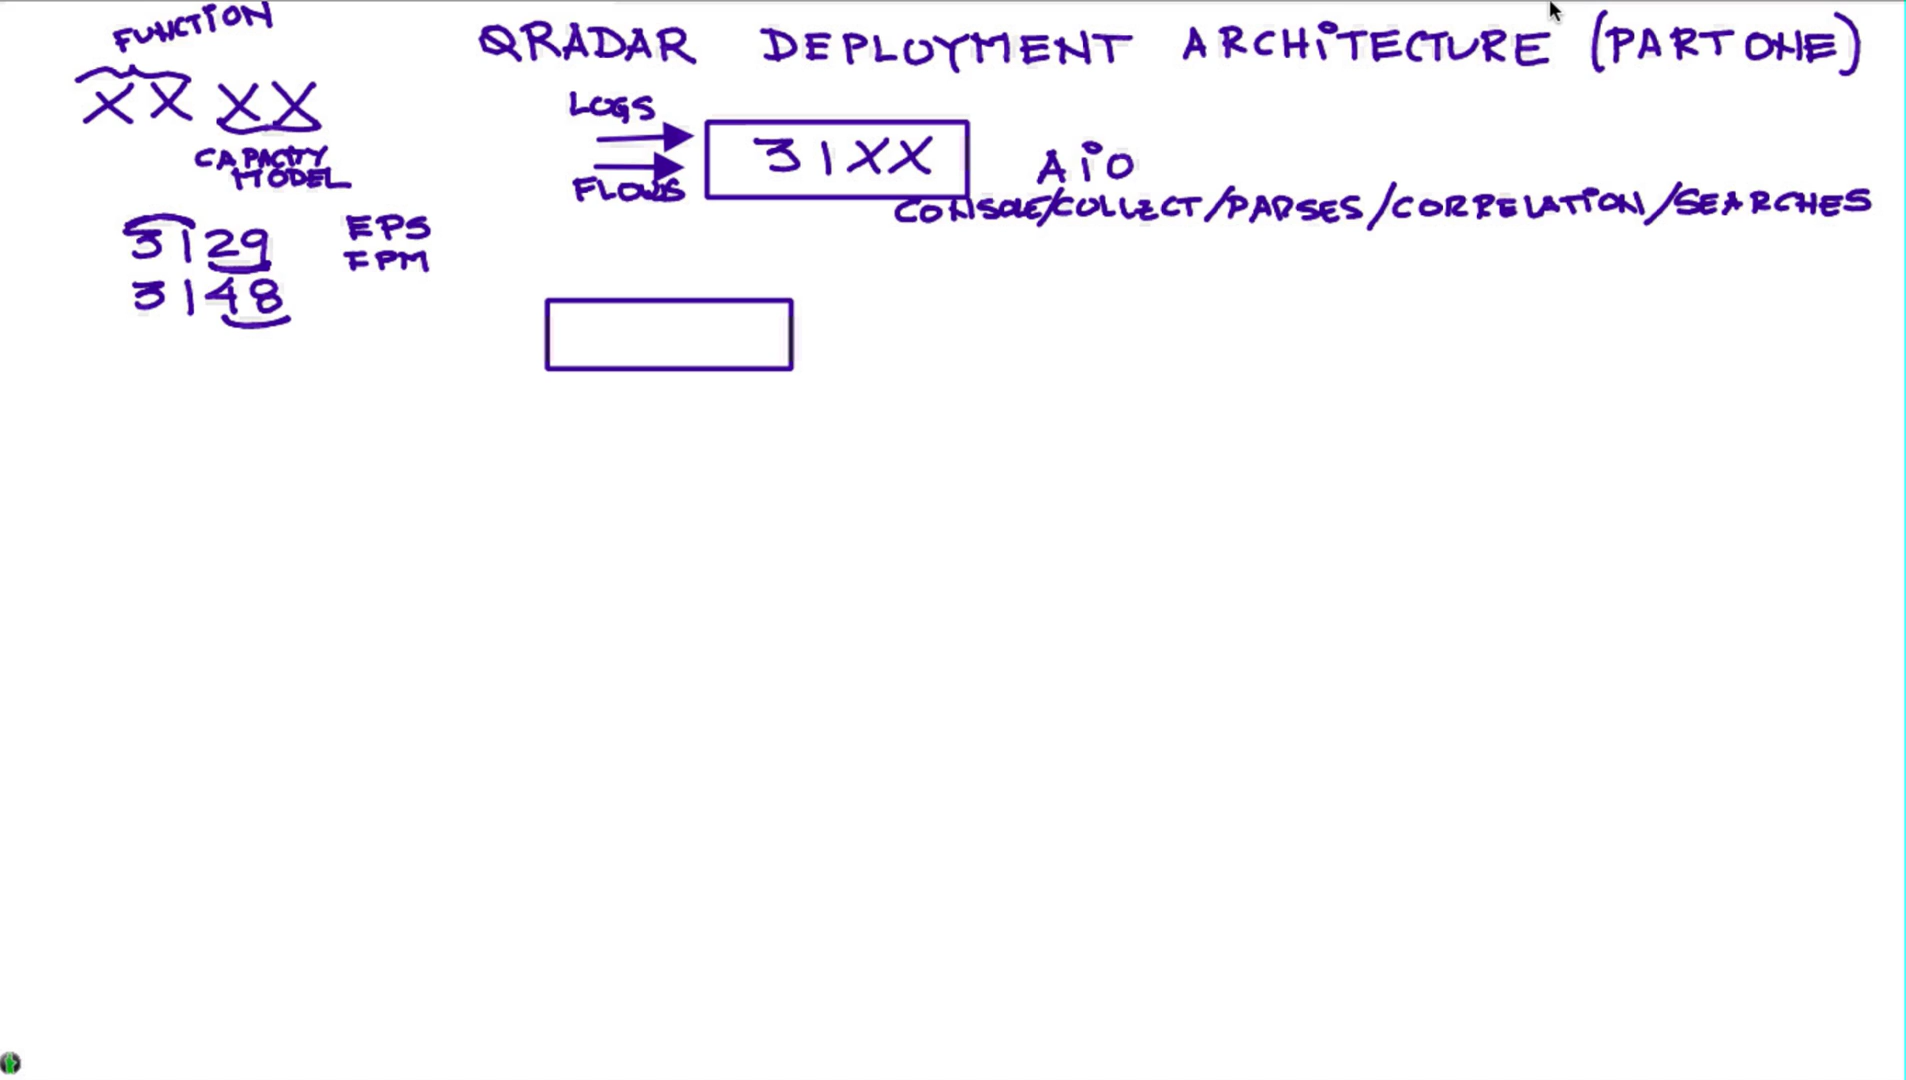 FUNCTION
XX XX
CAPACITY
MODEL
3129
3148
EPS
FPM
QRADAR DEPLOYMENT ARCHiTECTURE (PART ONE)
LOGS
FLOWS
31XX
AiO
CONSOLE/COLLECT/PARSES/CORRELATiON/SEARCHES